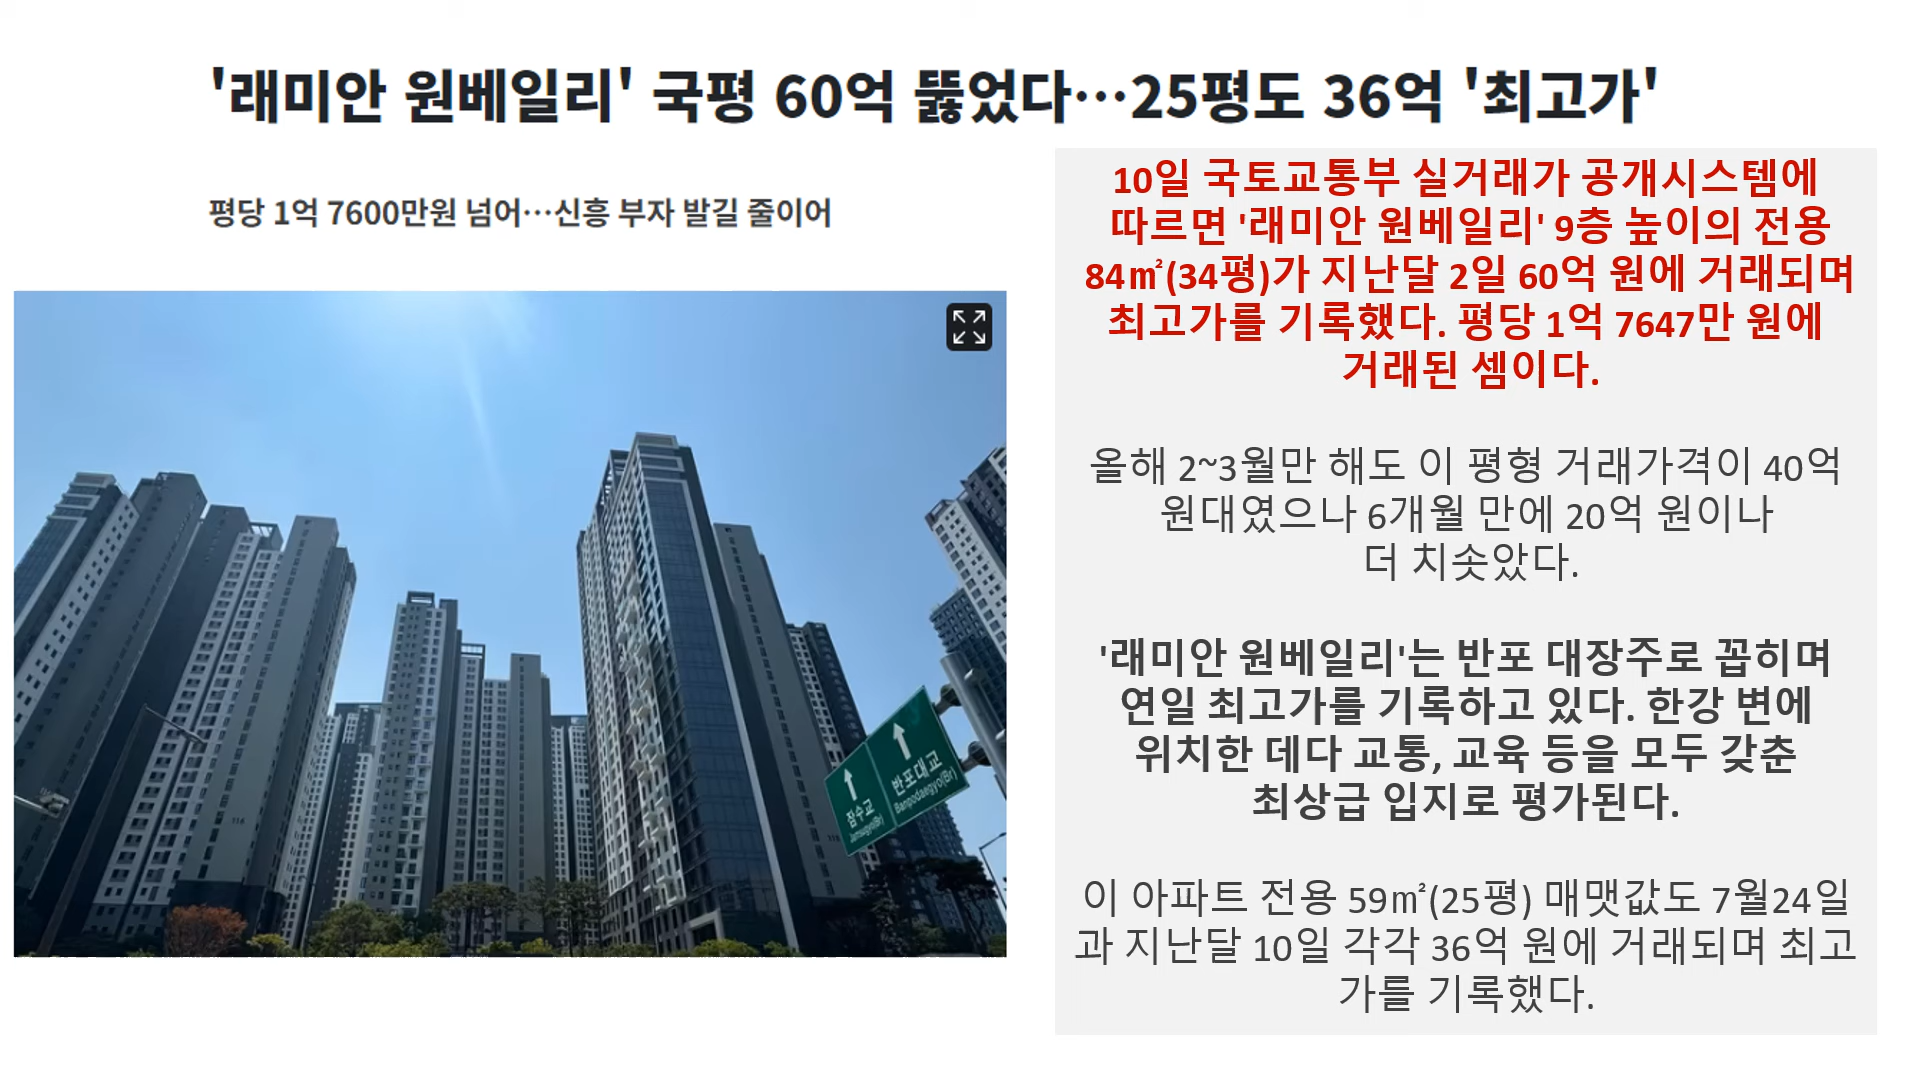 '래미안 원베일리' 국평 60억 뚫었다…25평도 36억 '최고가'
평당 1억 7600만원 넘어…신흥 부자 발길 줄이어
10일 국토교통부 실거래가 공개시스템에
따르면 '래미안 원베일리' 9층 높이의 전용
84㎡(34평)가 지난달 2일 60억 원에 거래되며
최고가를 기록했다. 평당 1억 7647만 원에
거래된 셈이다.
올해 2~3월만 해도 이 평형 거래가격이 40억
원대였으나 6개월 만에 20억 원이나
더 치솟았다.
'래미안 원베일리'는 반포 대장주로 꼽히며
연일 최고가를 기록하고 있다. 한강 변에
위치한 데다 교통, 교육 등을 모두 갖춘
최상급 입지로 평가된다.
이 아파트 전용 59㎡(25평) 매맷값도 7월24일
과 지난달 10일 각각 36억 원에 거래되며 최고
가를 기록했다.
잠수교
Jamsugyo(Br)
반포대교
Banpodaegyo(Br)